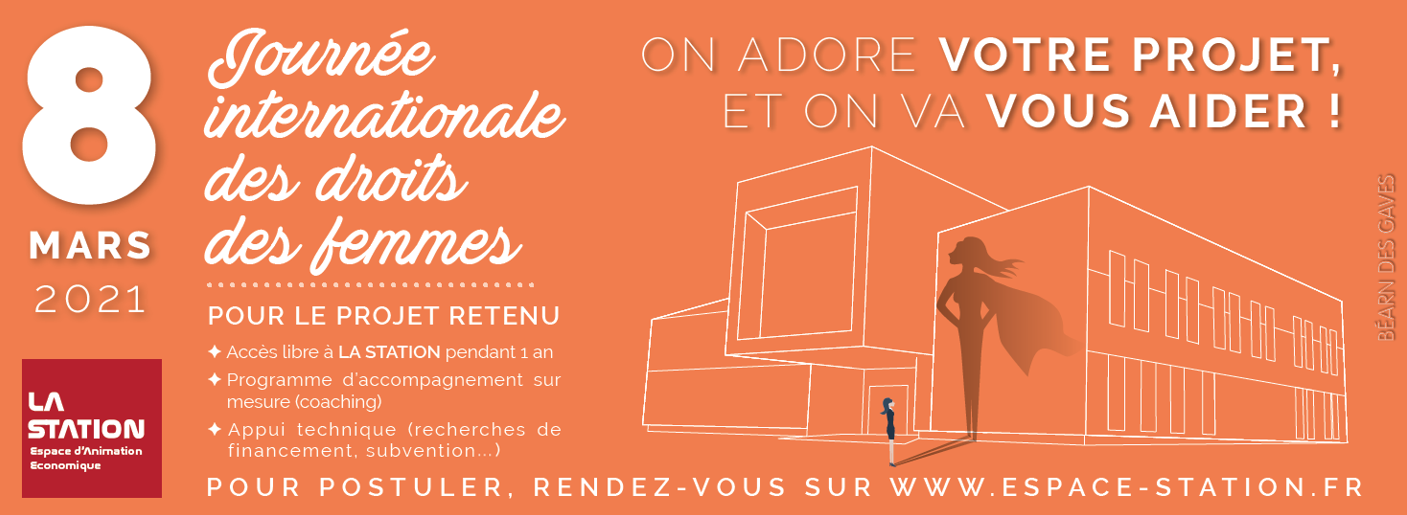 8
MARS
2021
Journée
internationale
des droits
des femmes
POUR LE PROJET RETENU
✦ Accès libre à LA STATION pendant 1 an
✦ Programme d'accompagnement sur
mesure (coaching)
✦ Appui technique (recherches de
financement, subvention...)
LA
STATION
Espace d'Animation
Economique
ON ADORE VOTRE PROJET,
ET ON VA VOUS AIDER !
BÉARN DES GAVES
POUR POSTULER, RENDEZ-VOUS SUR WWW.ESPACE-STATION.FR